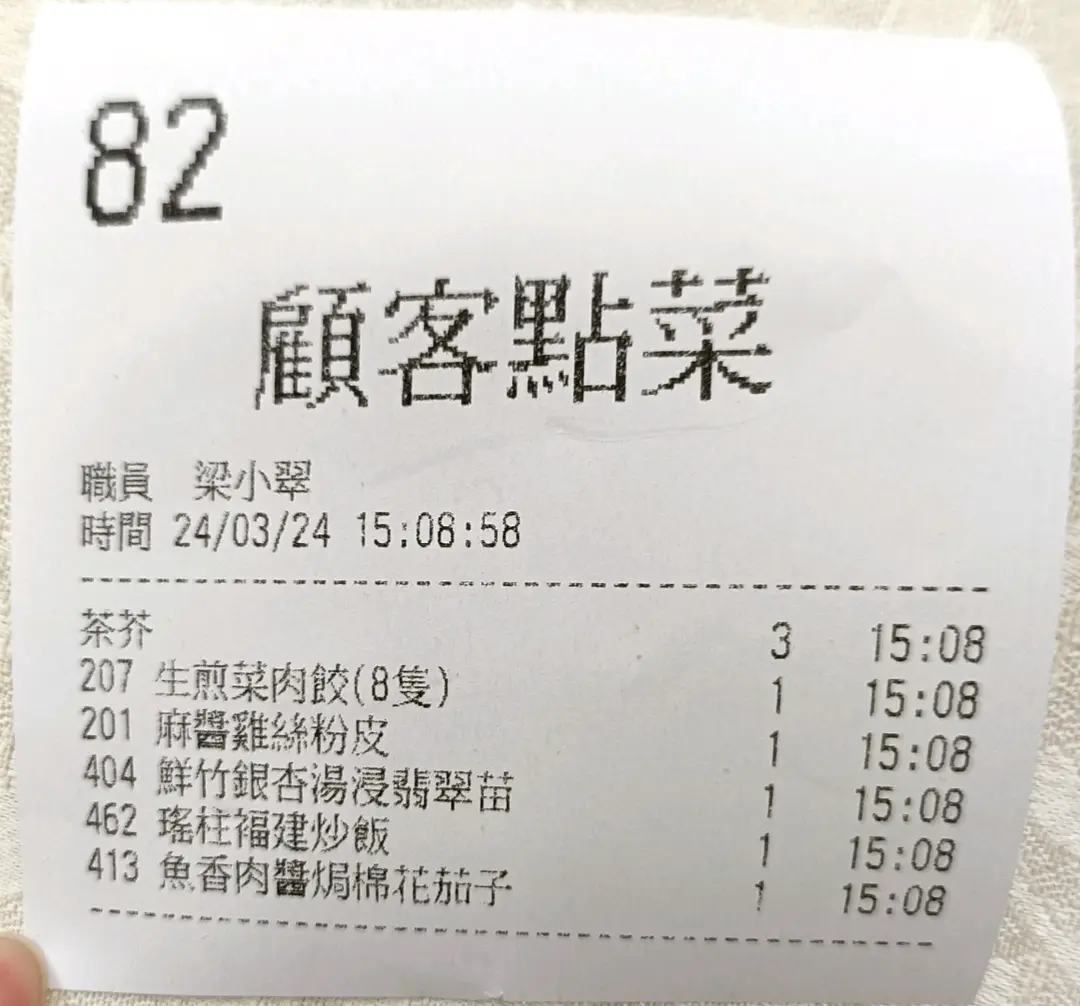 82
顧客點菜
職員 梁小翠
時間 24/03/24 15:08:58
茶芥 3 15:08
207 生煎菜肉餃(8隻) 1 15:08
201 麻醬雞絲粉皮 1 15:08
404 鮮竹銀杏湯浸翡翠苗 1 15:08
462 瑤柱福建炒飯 1 15:08
413 魚香肉醬焗棉花茄子 1 15:08